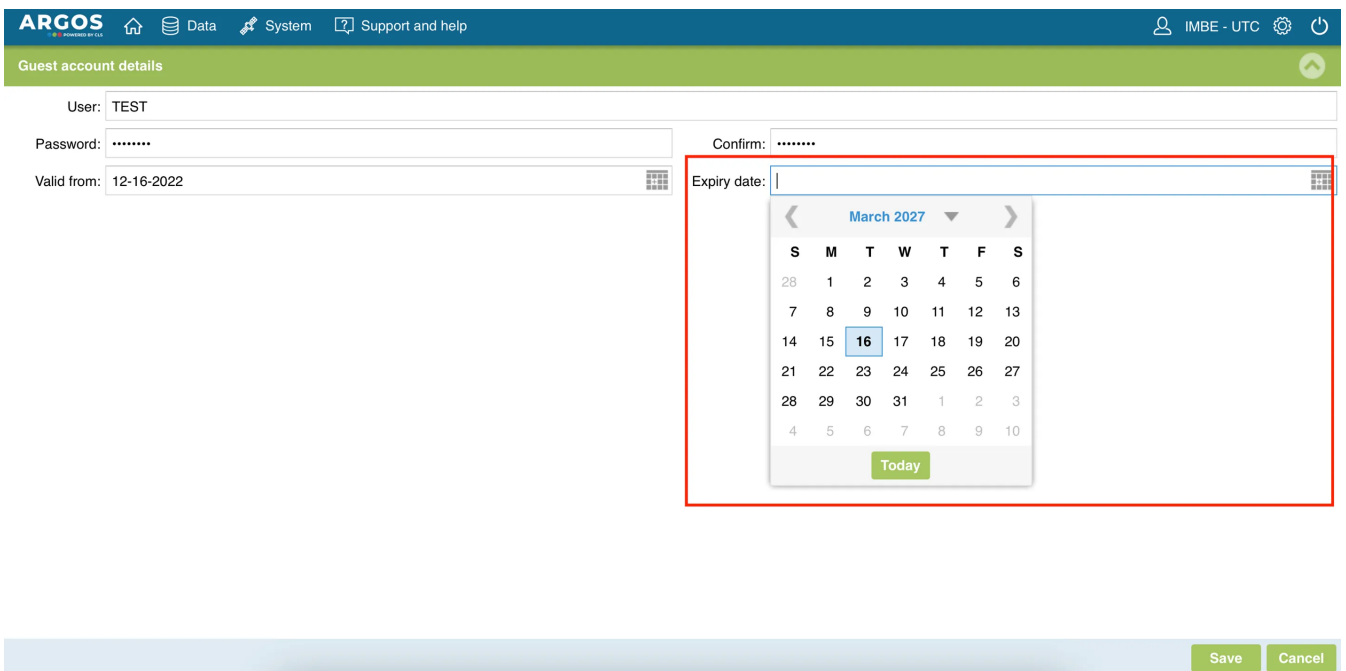 ARGOS Data System Support and help IMBE - UTC
POWERED BY CLS
Guest account details
User: TEST
Password: •••••••• Confirm: ••••••••
Valid from: 12-16-2022 Expiry date:
March 2027
S M T W T F S
28 1 2 3 4 5 6
7 8 9 10 11 12 13
14 15 16 17 18 19 20
21 22 23 24 25 26 27
28 29 30 31 1 2 3
4 5 6 7 8 9 10
Today
Save Cancel